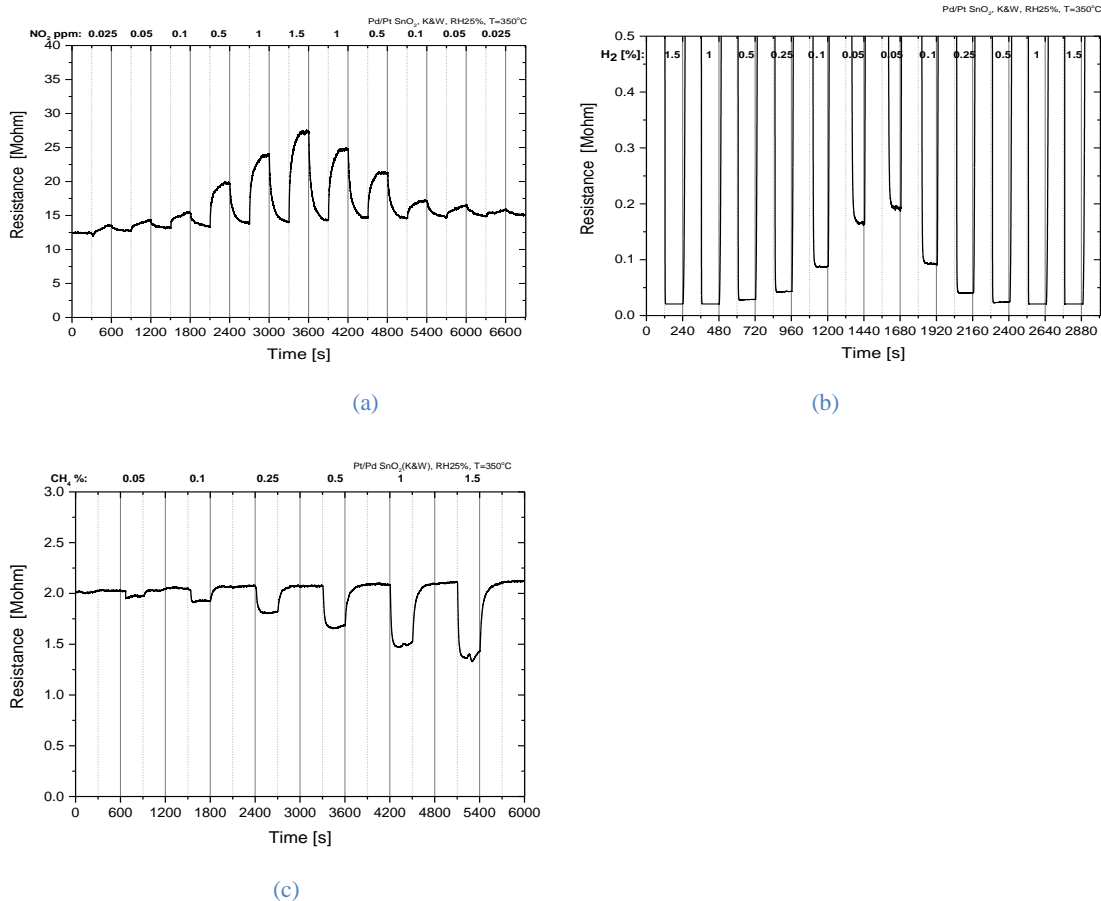 Pd/Pt SnO₂, K&W, RH25%, T=350°C
NO₂ ppm: 0.025 0.05 0.1 0.5 1 1.5 1 0.5 0.1 0.05 0.025
40
35
30
25
20
15
10
5
0
Resistance [Mohm]
0 600 1200 1800 2400 3000 3600 4200 4800 5400 6000 6600
Time [s]
(a)
Pd/Pt SnO₂, K&W, RH25%, T=350°C
H₂ [%]: 1.5 1 0.5 0.25 0.1 0.05 0.05 0.1 0.25 0.5 1 1.5
0.5
0.4
0.3
0.2
0.1
0.0
Resistance [Mohm]
0 240 480 720 960 1200 1440 1680 1920 2160 2400 2640 2880
Time [s]
(b)
Pt/Pd SnO₂(K&W), RH25%, T=350°C
CH₄ %: 0.05 0.1 0.25 0.5 1 1.5
3.0
2.5
2.0
1.5
1.0
0.5
0.0
Resistance [Mohm]
0 600 1200 1800 2400 3000 3600 4200 4800 5400 6000
Time [s]
(c)